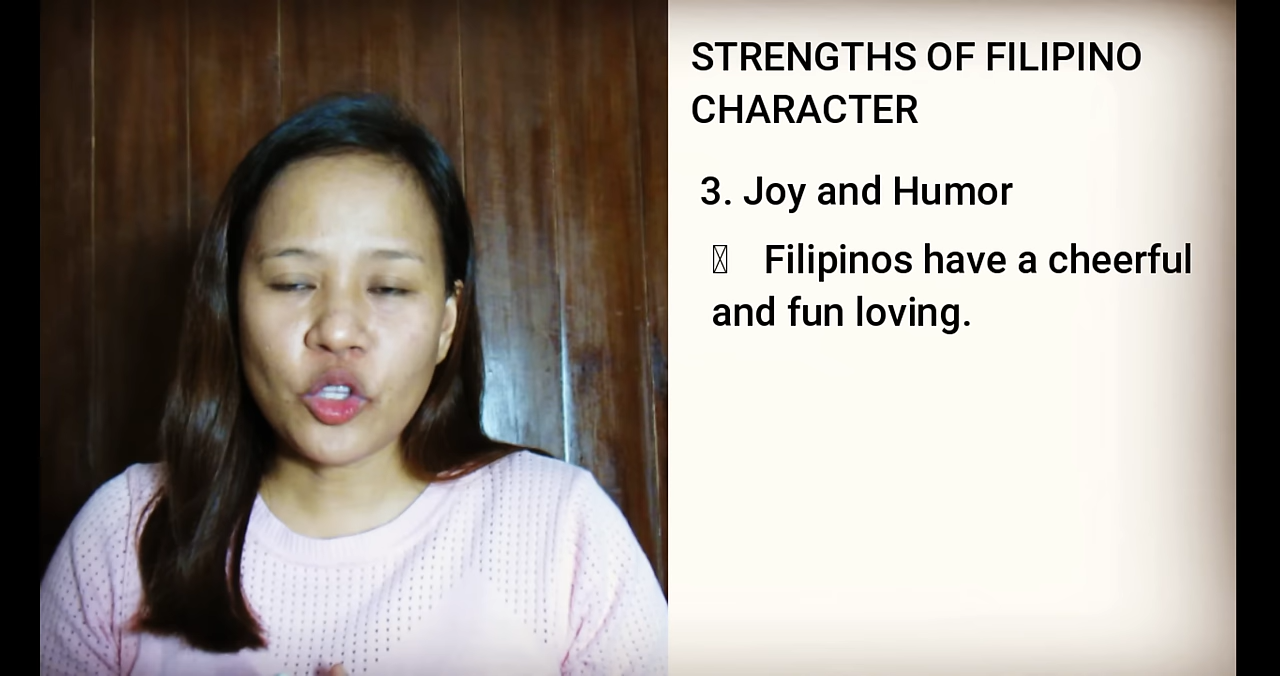 STRENGTHS OF FILIPINO
CHARACTER
3. Joy and Humor
Filipinos have a cheerful
and fun loving.